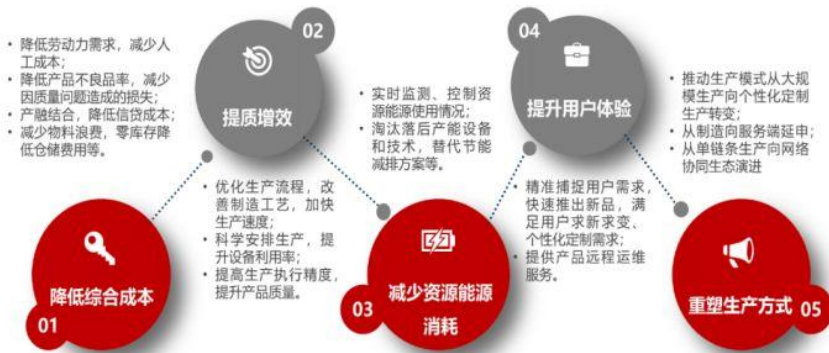 • 降低劳动力需求，减少人
工成本；
• 降低产品不良品率，减少
因质量问题造成的损失；
• 产融结合，降低信贷成本；
• 减少物料浪费，零库存降
低仓储费用等。
降低综合成本
01
02
提质增效
• 优化生产流程，改
善制造工艺，加快
生产速度；
• 科学安排生产，提
升设备利用率；
• 提高生产执行精度，
提升产品质量。
• 实时监测、控制资
源能源使用情况；
• 淘汰落后产能设备
和技术，替代节能
减排方案等。
03
减少资源能源
消耗
04
提升用户体验
• 精准捕捉用户需求，
快速推出新品，满
足用户求新求变、
个性化定制需求；
• 提供产品远程运维
服务。
• 推动生产模式从大规
模生产向个性化定制
生产转变；
• 从制造向服务端延申；
• 从单链条生产向网络
协同生态演进
重塑生产方式
05